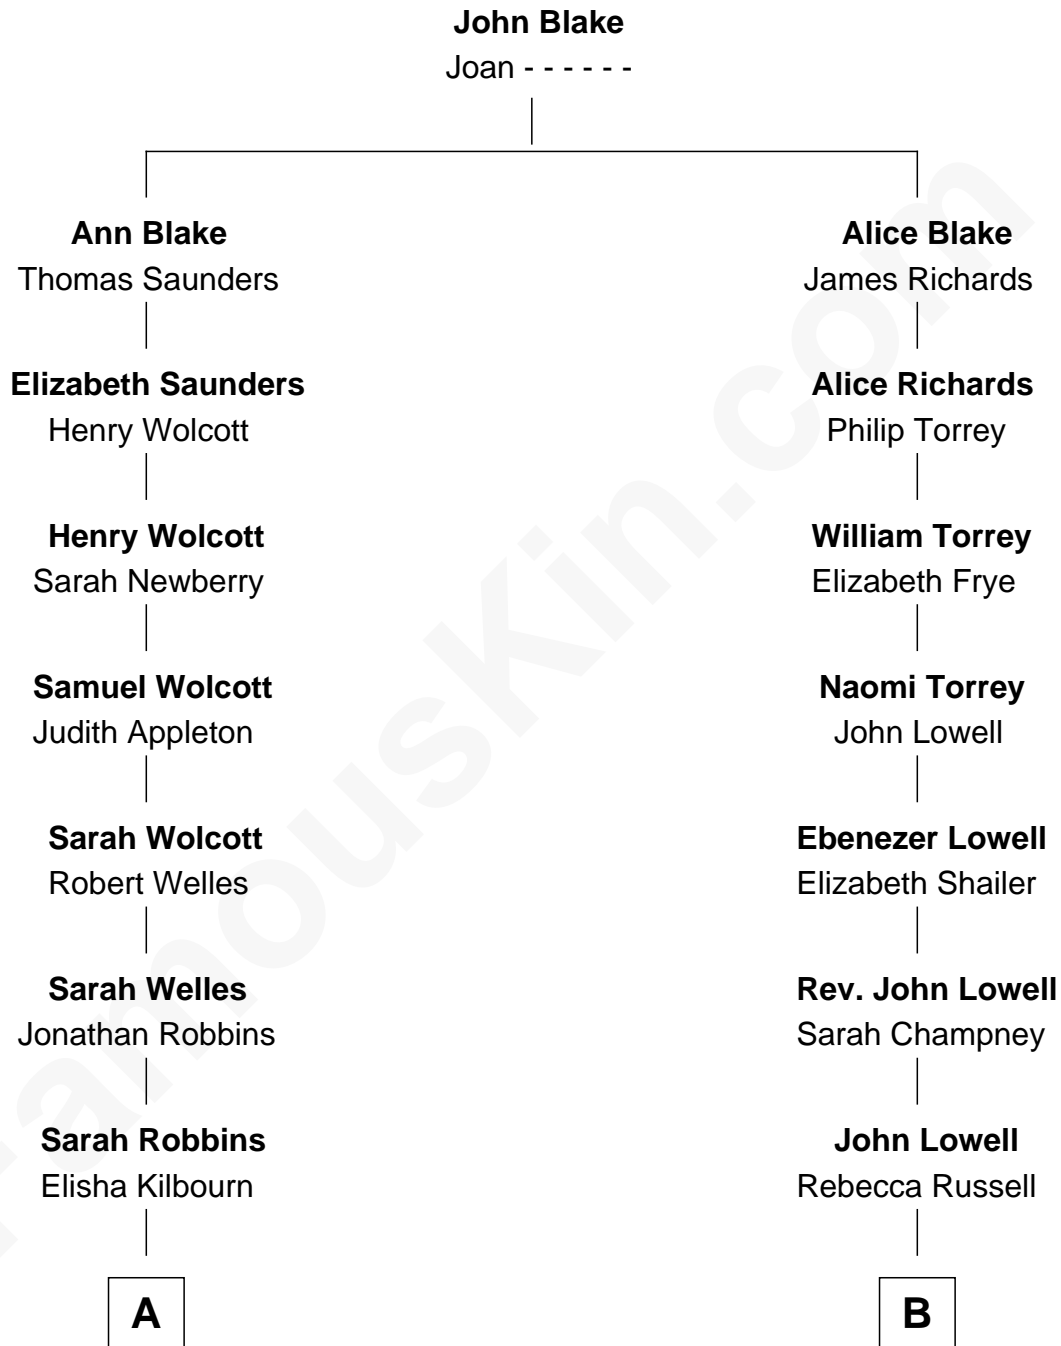 John Blake
Joan - - - - - -
Ann Blake
Thomas Saunders
Alice Blake
James Richards
Elizabeth Saunders
Henry Wolcott
Alice Richards
Philip Torrey
Henry Wolcott
Sarah Newberry
William Torrey
Elizabeth Frye
Samuel Wolcott
Judith Appleton
Naomi Torrey
John Lowell
Sarah Wolcott
Robert Welles
Ebenezer Lowell
Elizabeth Shailer
Sarah Welles
Jonathan Robbins
Rev. John Lowell
Sarah Champney
Sarah Robbins
Elisha Kilbourn
John Lowell
Rebecca Russell
A
B
FamousKin.com